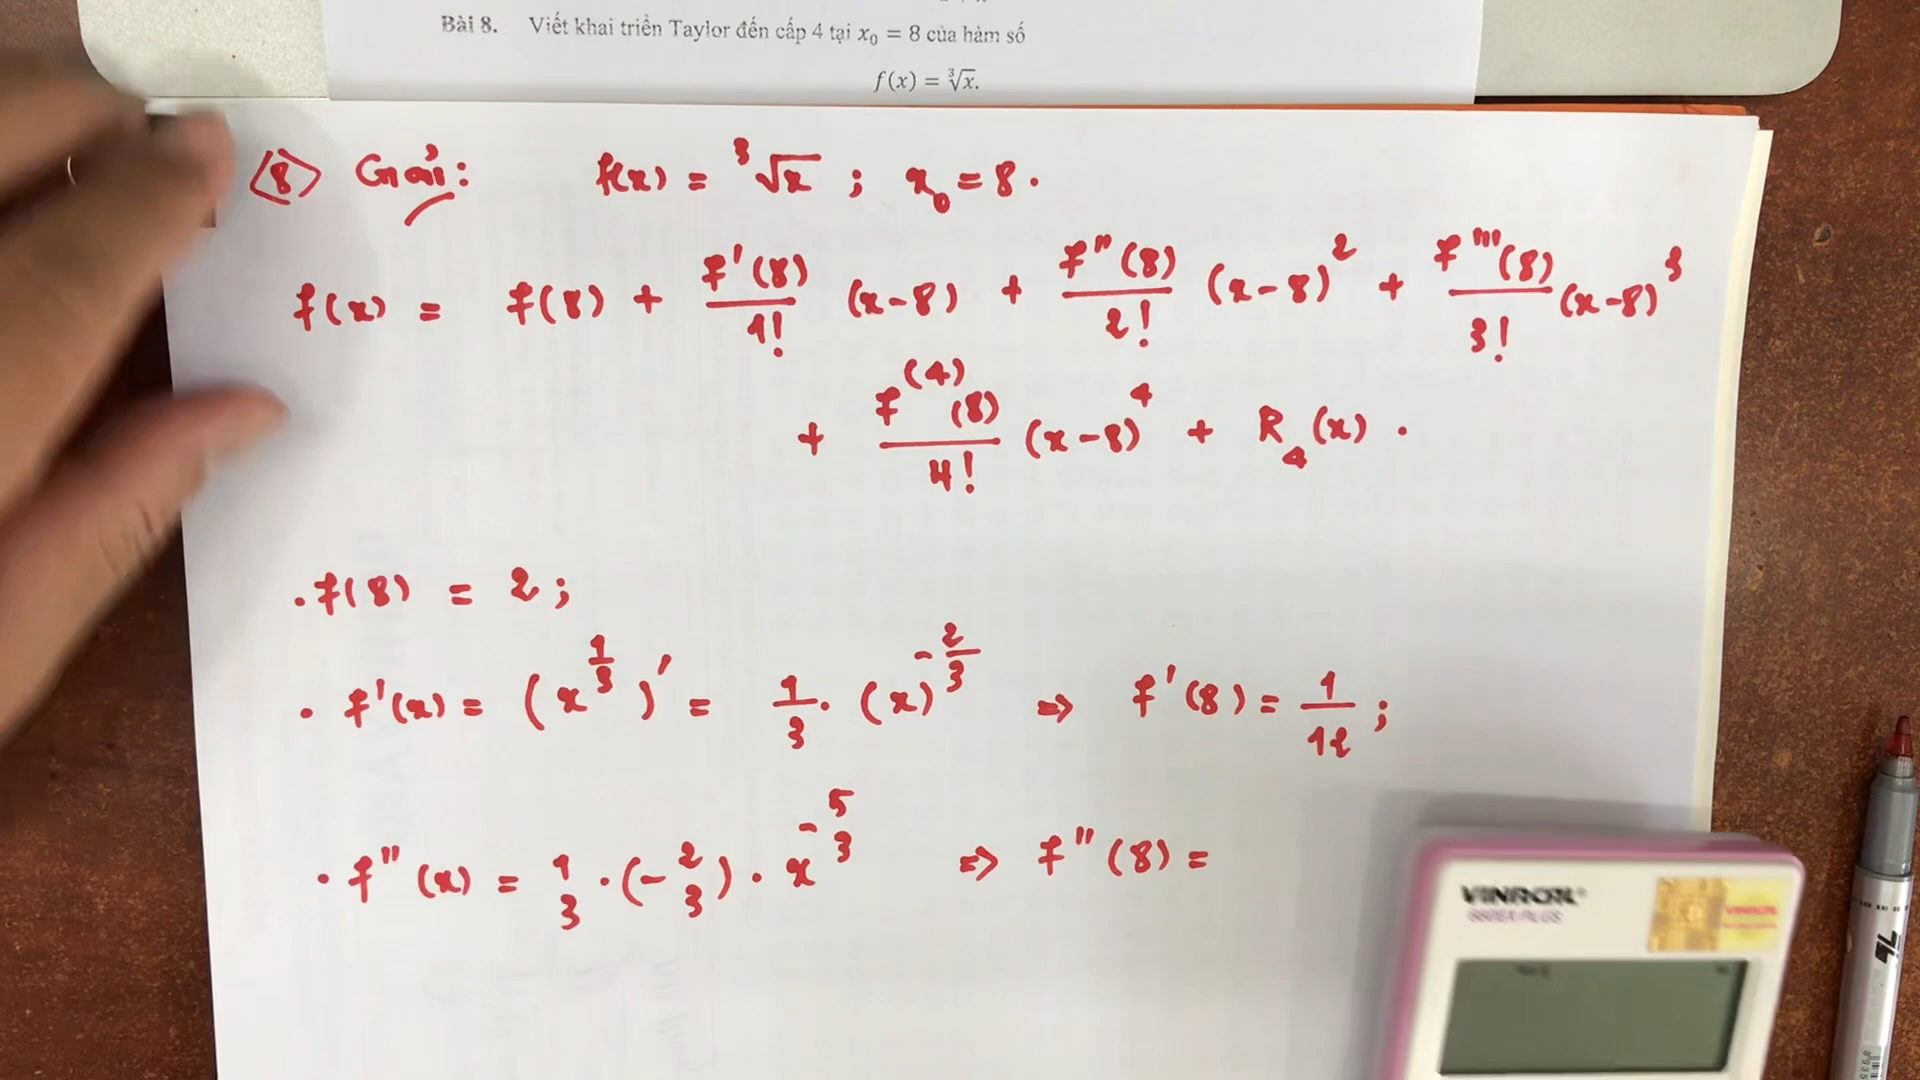 Bài 8. Viết khai triển Taylor đến cấp 4 tại x₀ = 8 của hàm số
f(x) = ∛x.
⟨8⟩ Giải: f(x) = ³√x ; x₀ = 8.
f(x) = f(8) + f'(8)/1! (x-8) + f''(8)/2! (x-8)² + f'''(8)/3! (x-8)³
+ f⁽⁴⁾(8)/4! (x-8)⁴ + R₄(x).
• f(8) = 2;
• f'(x) = (x^(1/3))' = 1/3 · (x)^(-2/3) => f'(8) = 1/12;
• f''(x) = 1/3 · (-2/3) · x^(-5/3) => f''(8) =
VINACAL